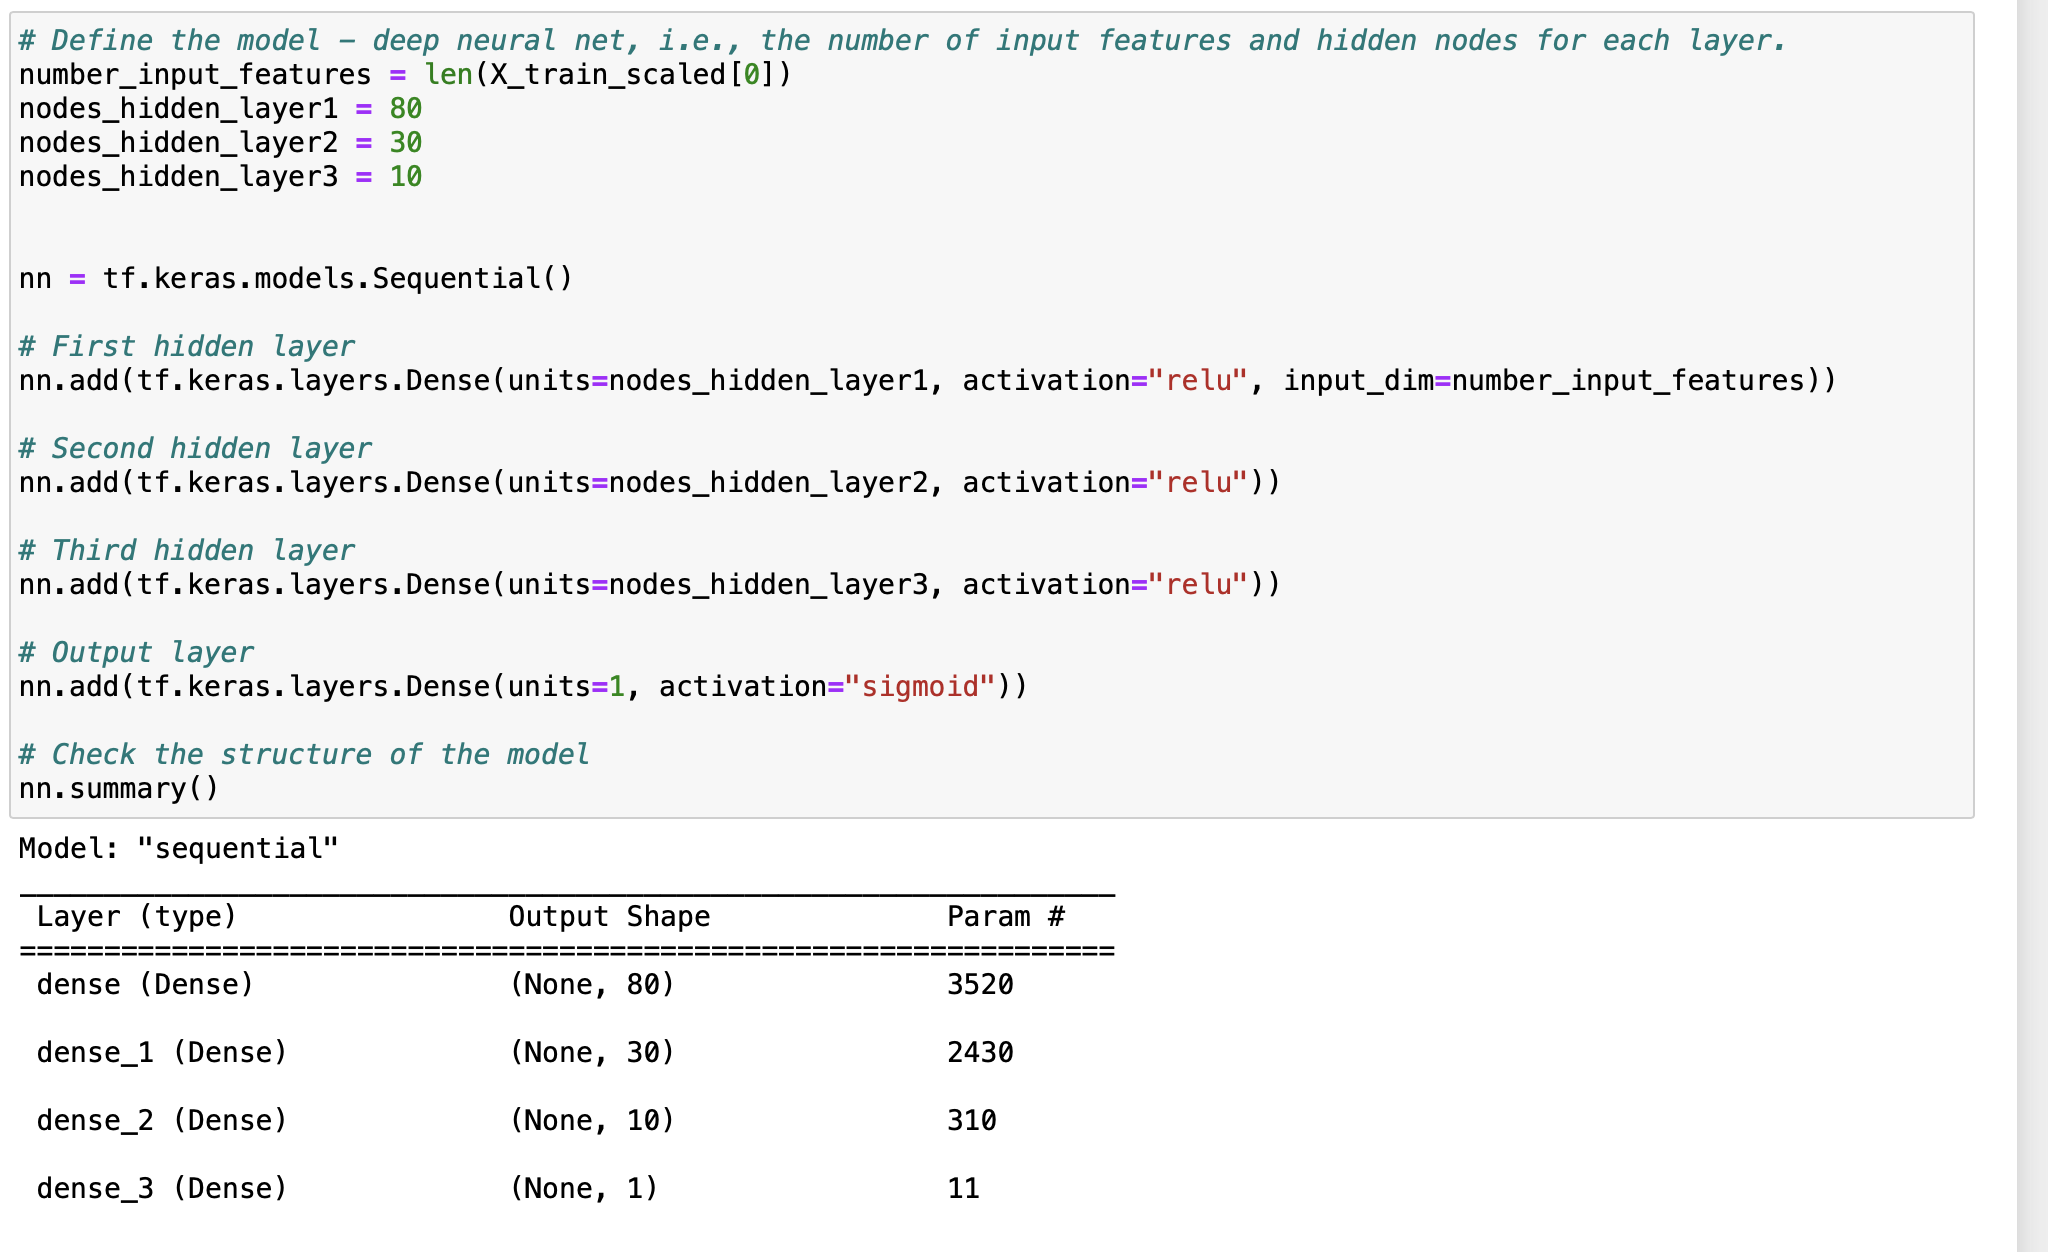 # Define the model – deep neural net, i.e., the number of input features and hidden nodes for each layer.
number_input_features = len(X_train_scaled[0])
nodes_hidden_layer1 = 80
nodes_hidden_layer2 = 30
nodes_hidden_layer3 = 10
nn = tf.keras.models.Sequential()
# First hidden layer
nn.add(tf.keras.layers.Dense(units=nodes_hidden_layer1, activation="relu", input_dim=number_input_features))
# Second hidden layer
nn.add(tf.keras.layers.Dense(units=nodes_hidden_layer2, activation="relu"))
# Third hidden layer
nn.add(tf.keras.layers.Dense(units=nodes_hidden_layer3, activation="relu"))
# Output layer
nn.add(tf.keras.layers.Dense(units=1, activation="sigmoid"))
# Check the structure of the model
nn.summary()
Model: "sequential"
_________________________________________________________________
Layer (type) Output Shape Param #
=================================================================
dense (Dense) (None, 80) 3520
dense_1 (Dense) (None, 30) 2430
dense_2 (Dense) (None, 10) 310
dense_3 (Dense) (None, 1) 11